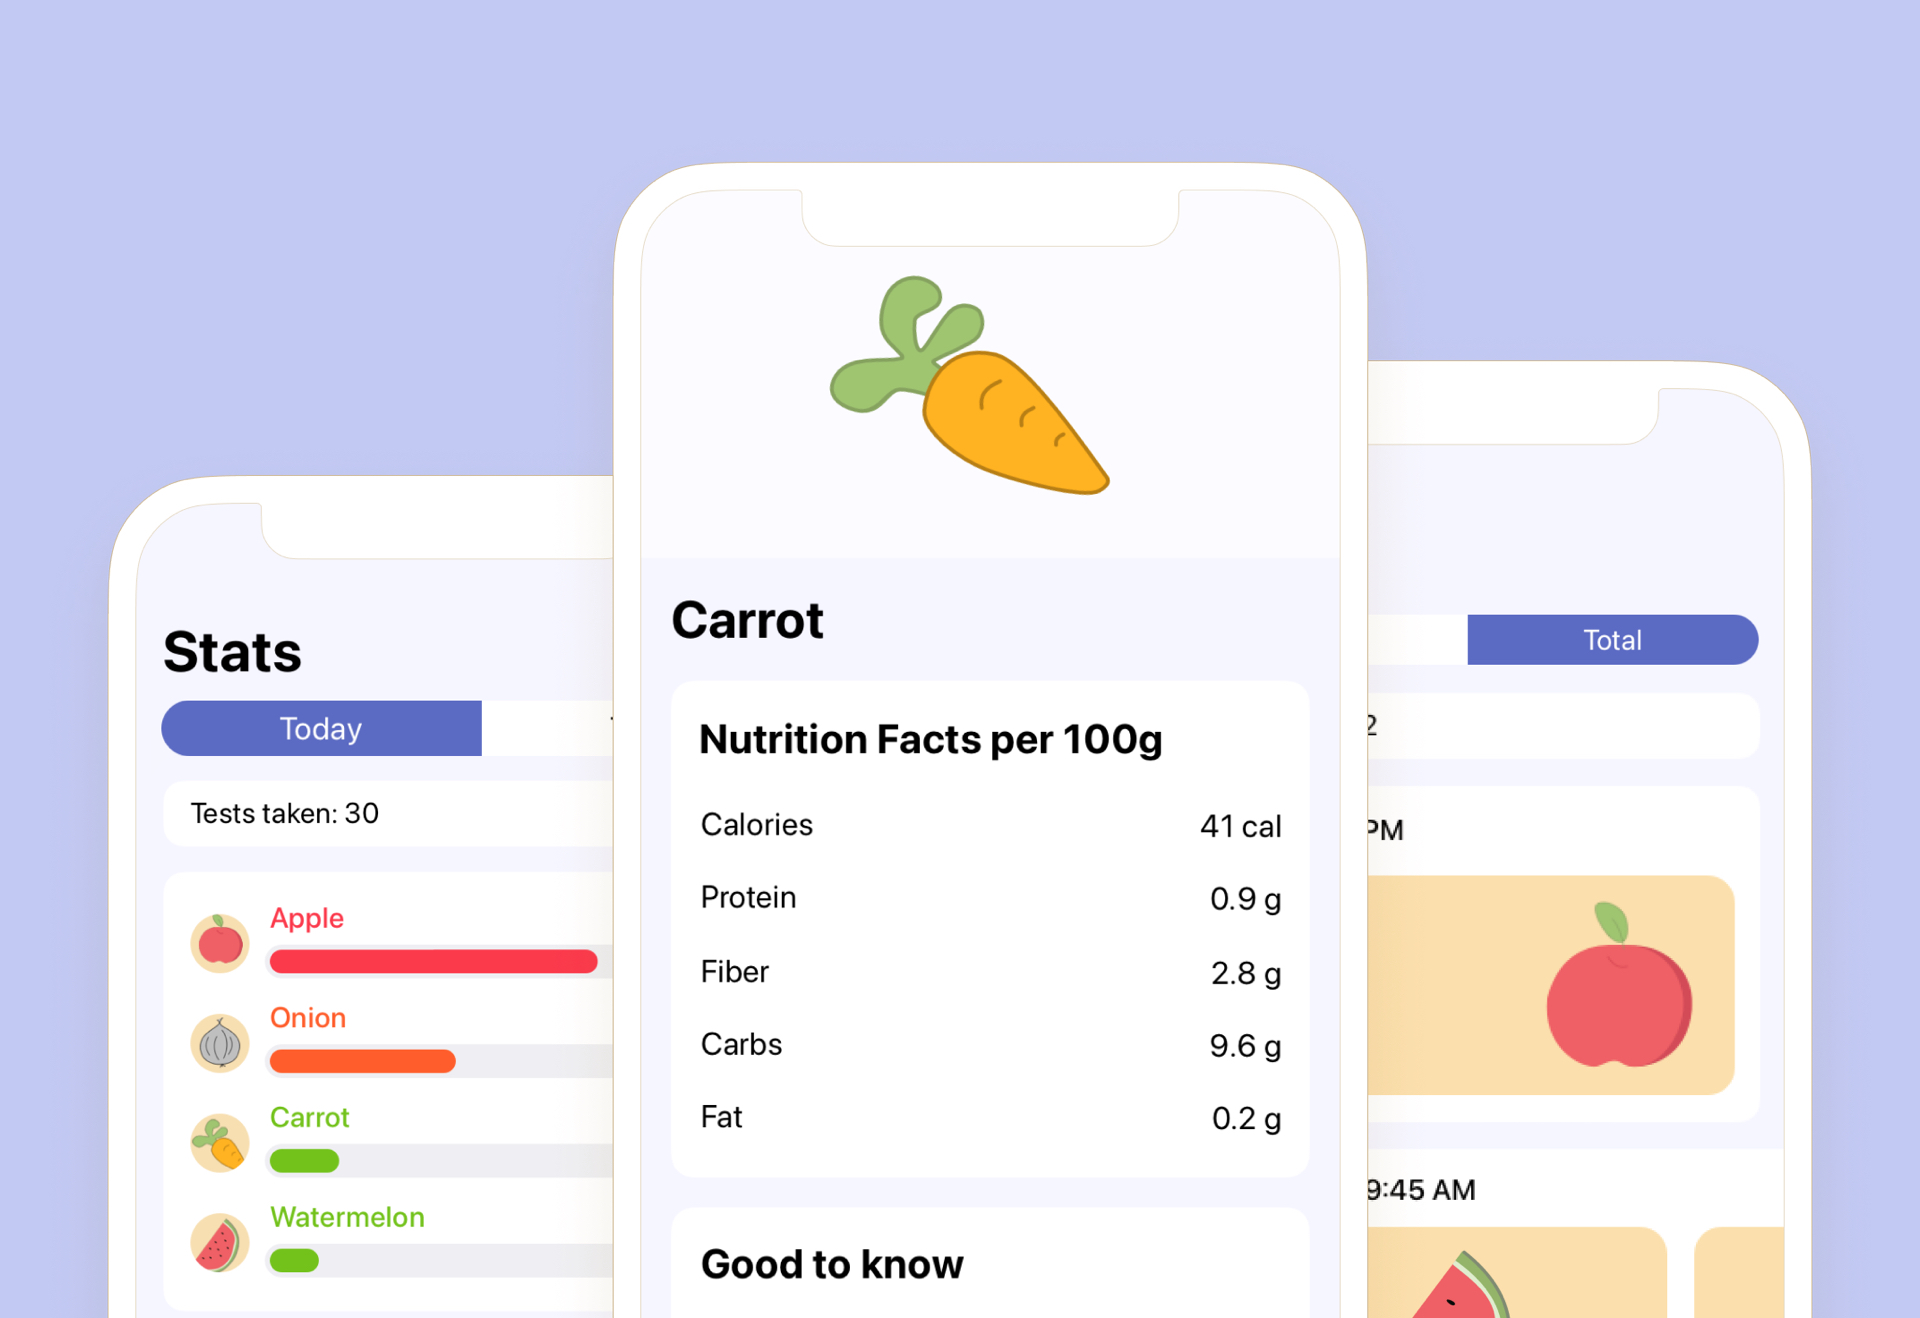 Stats
Today
Tests taken: 30
Apple
Onion
Carrot
Watermelon
Carrot
Nutrition Facts per 100g
Calories 41 cal
Protein 0.9 g
Fiber 2.8 g
Carbs 9.6 g
Fat 0.2 g
Good to know
Total
2
PM
9:45 AM